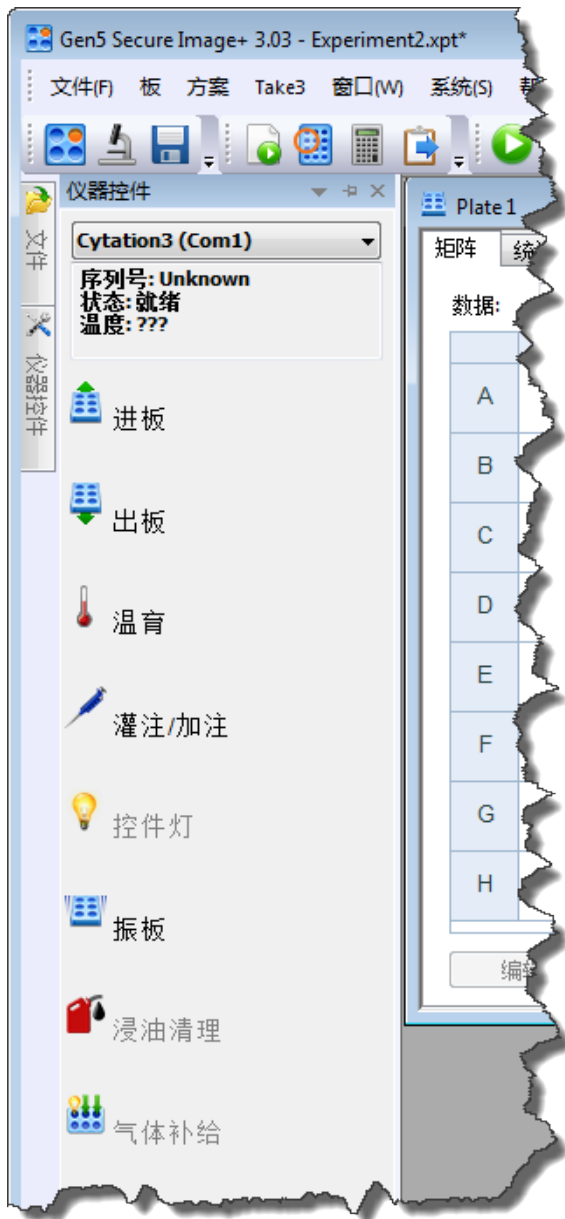 Gen5 Secure Image+ 3.03 - Experiment2.xpt*
文件(F) 板 方案 Take3 窗口(W) 系统(S)
仪器控件
Plate 1
文件
仪器控件
Cytation3 (Com1)
序列号: Unknown
状态: 就绪
温度: ???
矩阵
数据:
进板
出板
温育
灌注/加注
控件灯
振板
浸油清理
气体补给
A
B
C
D
E
F
G
H